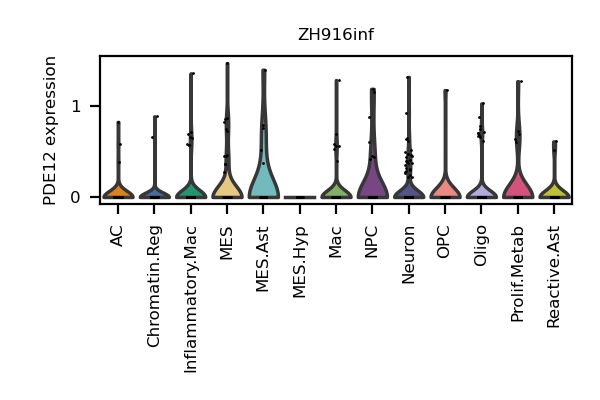 ZH916inf
PDE12 expression
1
0
AC
Chromatin.Reg
Inflammatory.Mac
MES
MES.Ast
MES.Hyp
Mac
NPC
Neuron
OPC
Oligo
Prolif.Metab
Reactive.Ast